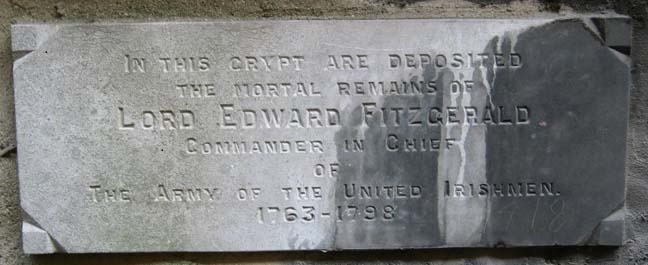 In this crypt are deposited
the mortal remains of
Lord Edward Fitzgerald
Commander in Chief
of
The Army of the United Irishmen.
1763-1798